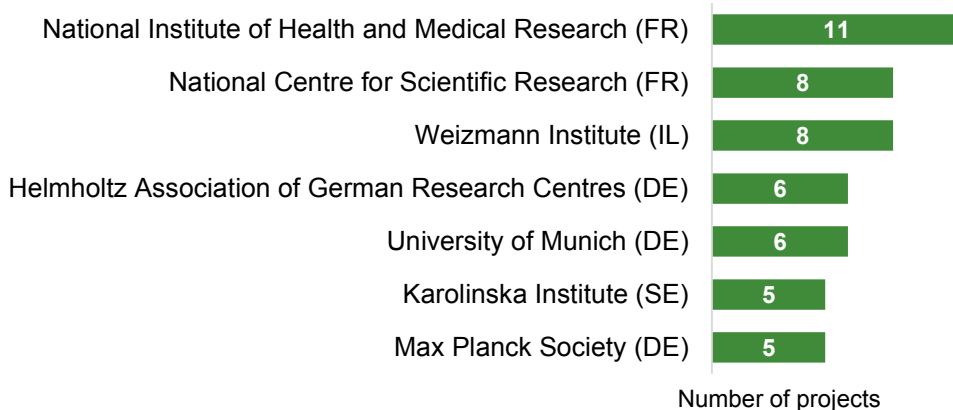 National Institute of Health and Medical Research (FR) 11
National Centre for Scientific Research (FR) 8
Weizmann Institute (IL) 8
Helmholtz Association of German Research Centres (DE) 6
University of Munich (DE) 6
Karolinska Institute (SE) 5
Max Planck Society (DE) 5
Number of projects